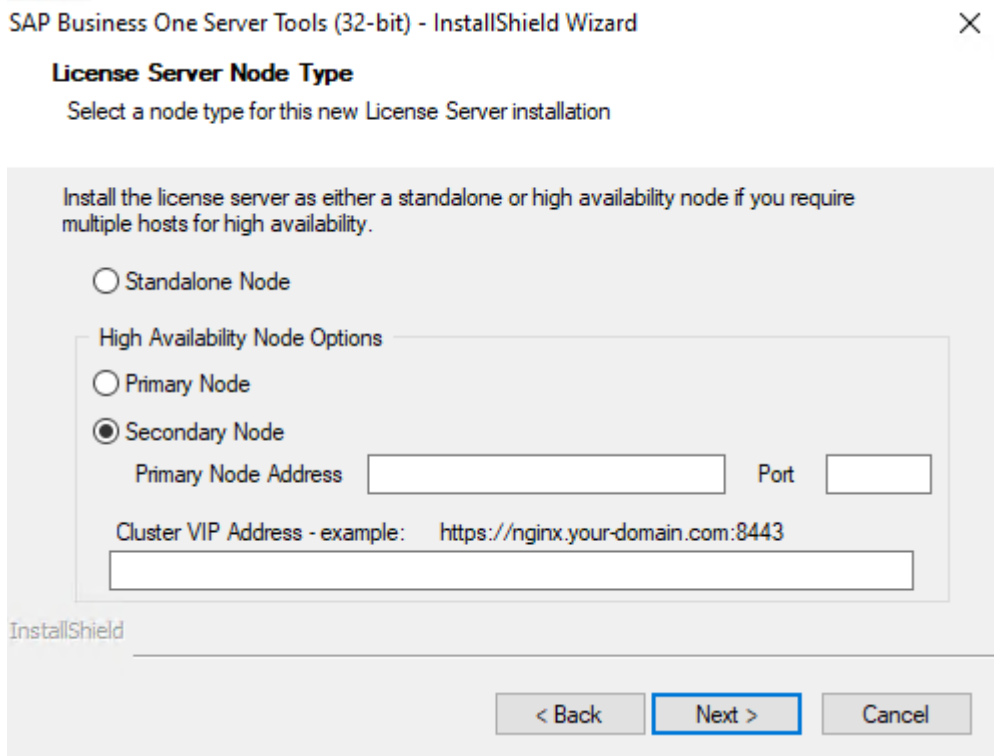 SAP Business One Server Tools (32-bit) - InstallShield Wizard
License Server Node Type
Select a node type for this new License Server installation
Install the license server as either a standalone or high availability node if you require
multiple hosts for high availability.
Standalone Node
High Availability Node Options
Primary Node
Secondary Node
Primary Node Address Port
Cluster VIP Address - example: https://nginx.your-domain.com:8443
InstallShield
< Back Next > Cancel